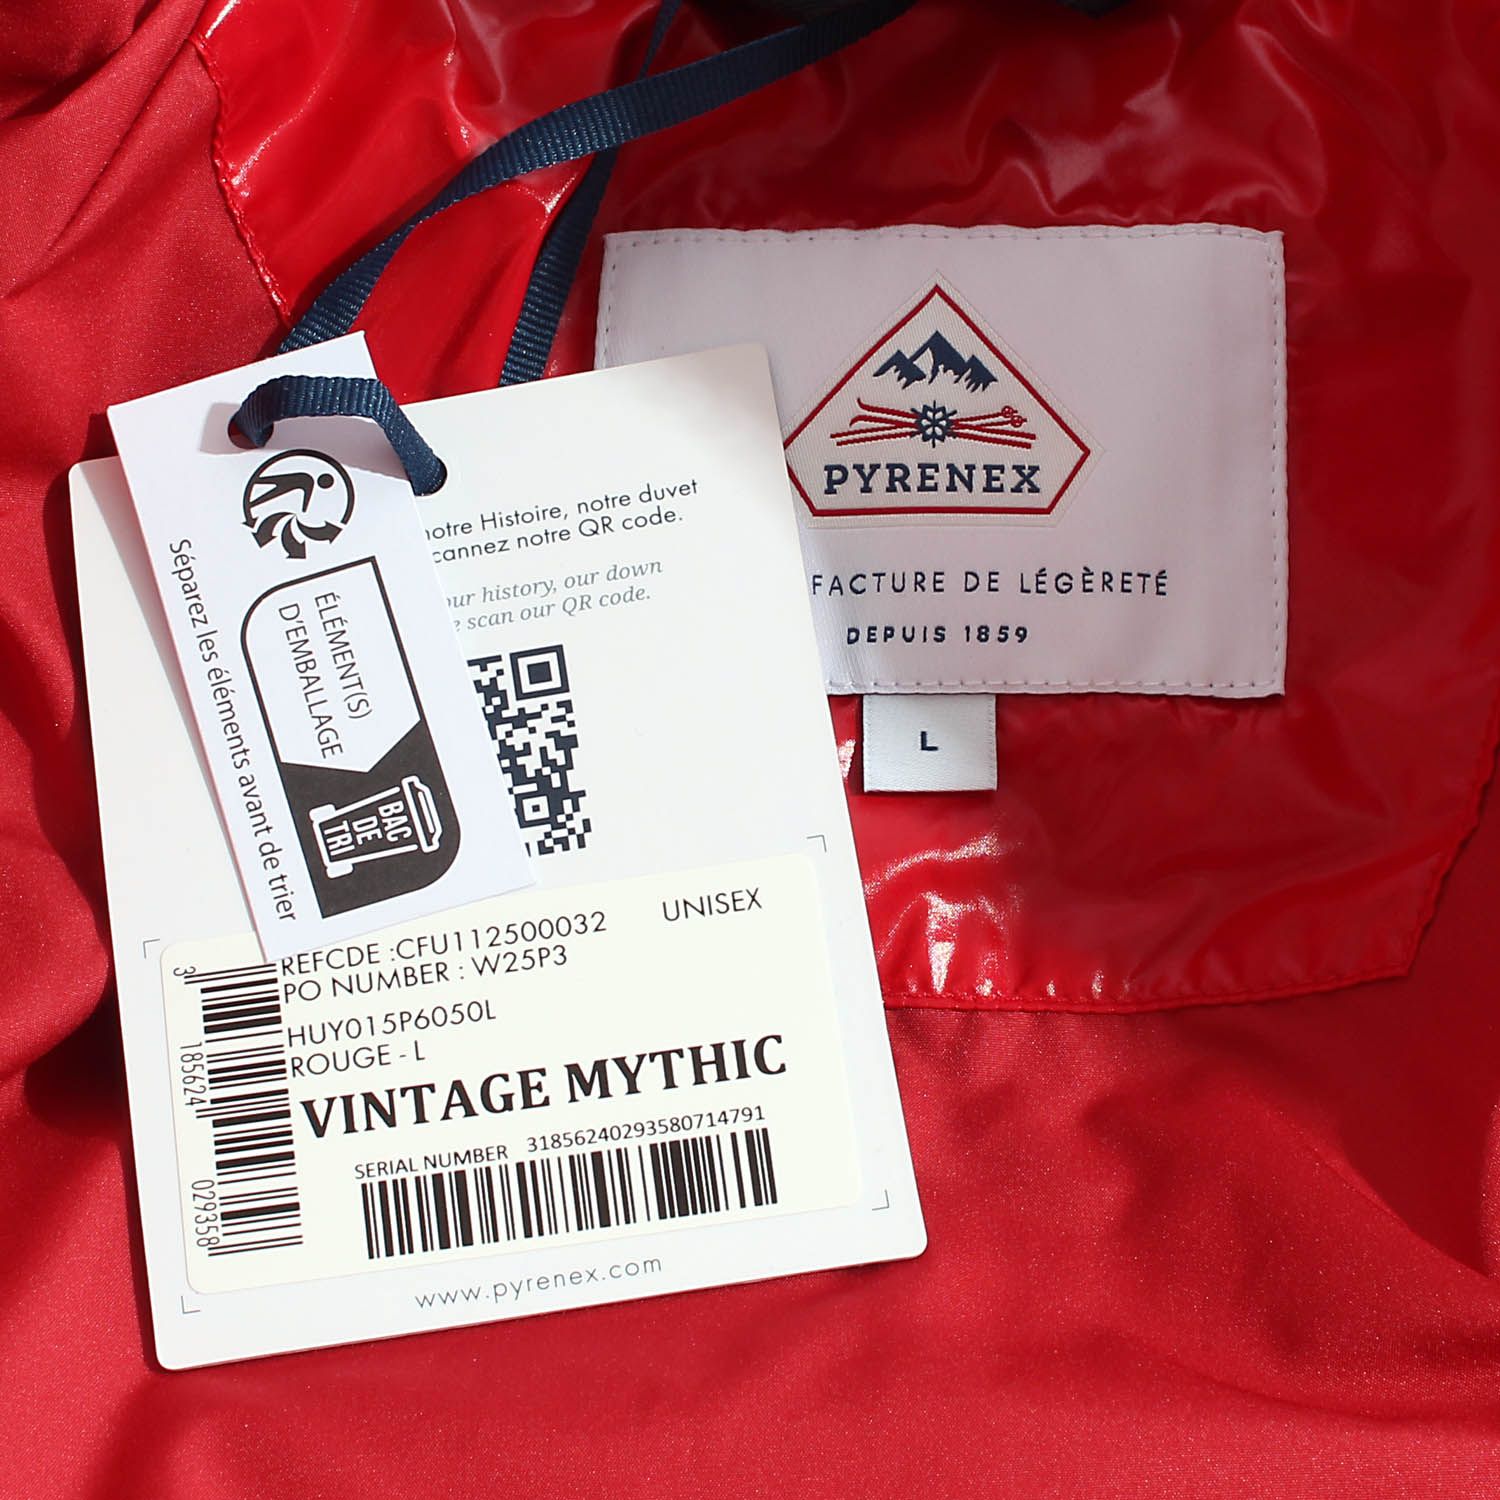 PYRENEX
FACTURE DE LÉGÈRETÉ
DEPUIS 1859
L
notre Histoire, notre duvet
scannez notre QR code.
our history, our down
scan our QR code.
Séparez les éléments avant de trier
ÉLÉMENT(S)
D'EMBALLAGE
BAC
DE
TRI
UNISEX
REFCDE :CFU112500032
PO NUMBER : W25P3
HUY015P6050L
ROUGE - L
VINTAGE MYTHIC
SERIAL NUMBER 31856240293580714791
3 185624 029358
www.pyrenex.com